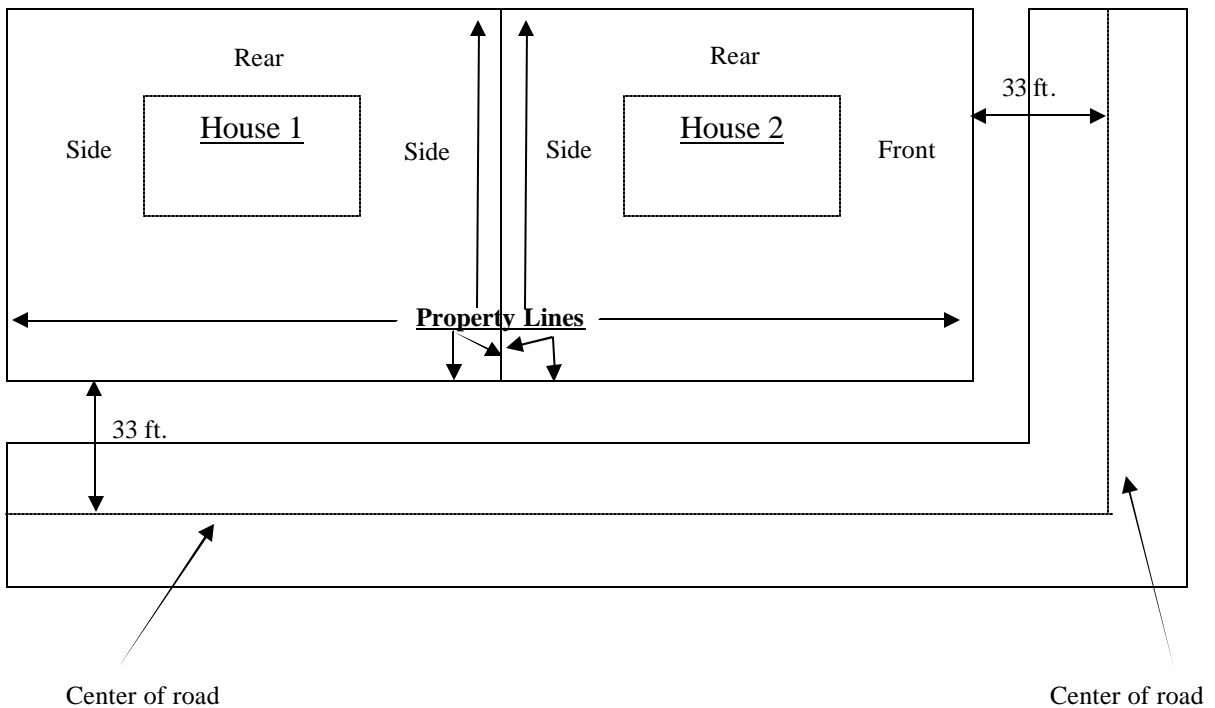 Rear
Rear
33 ft.
House 1
House 2
Side
Side
Side
Front
Property Lines
33 ft.
Center of road
Center of road